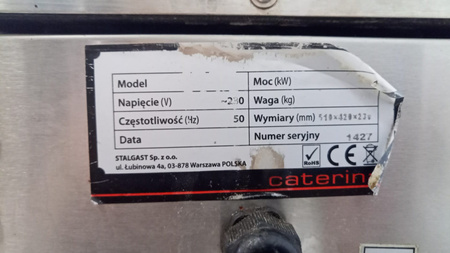 Model
Moc (kW)
Napięcie (V) ~230
Waga (kg)
Częstotliwość (Hz) 50
Wymiary (mm)
Data
Numer seryjny 1427
STALGAST Sp. z o.o.
ul. Łubinowa 4a, 03-878 Warszawa POLSKA
RoHS CE
caterin